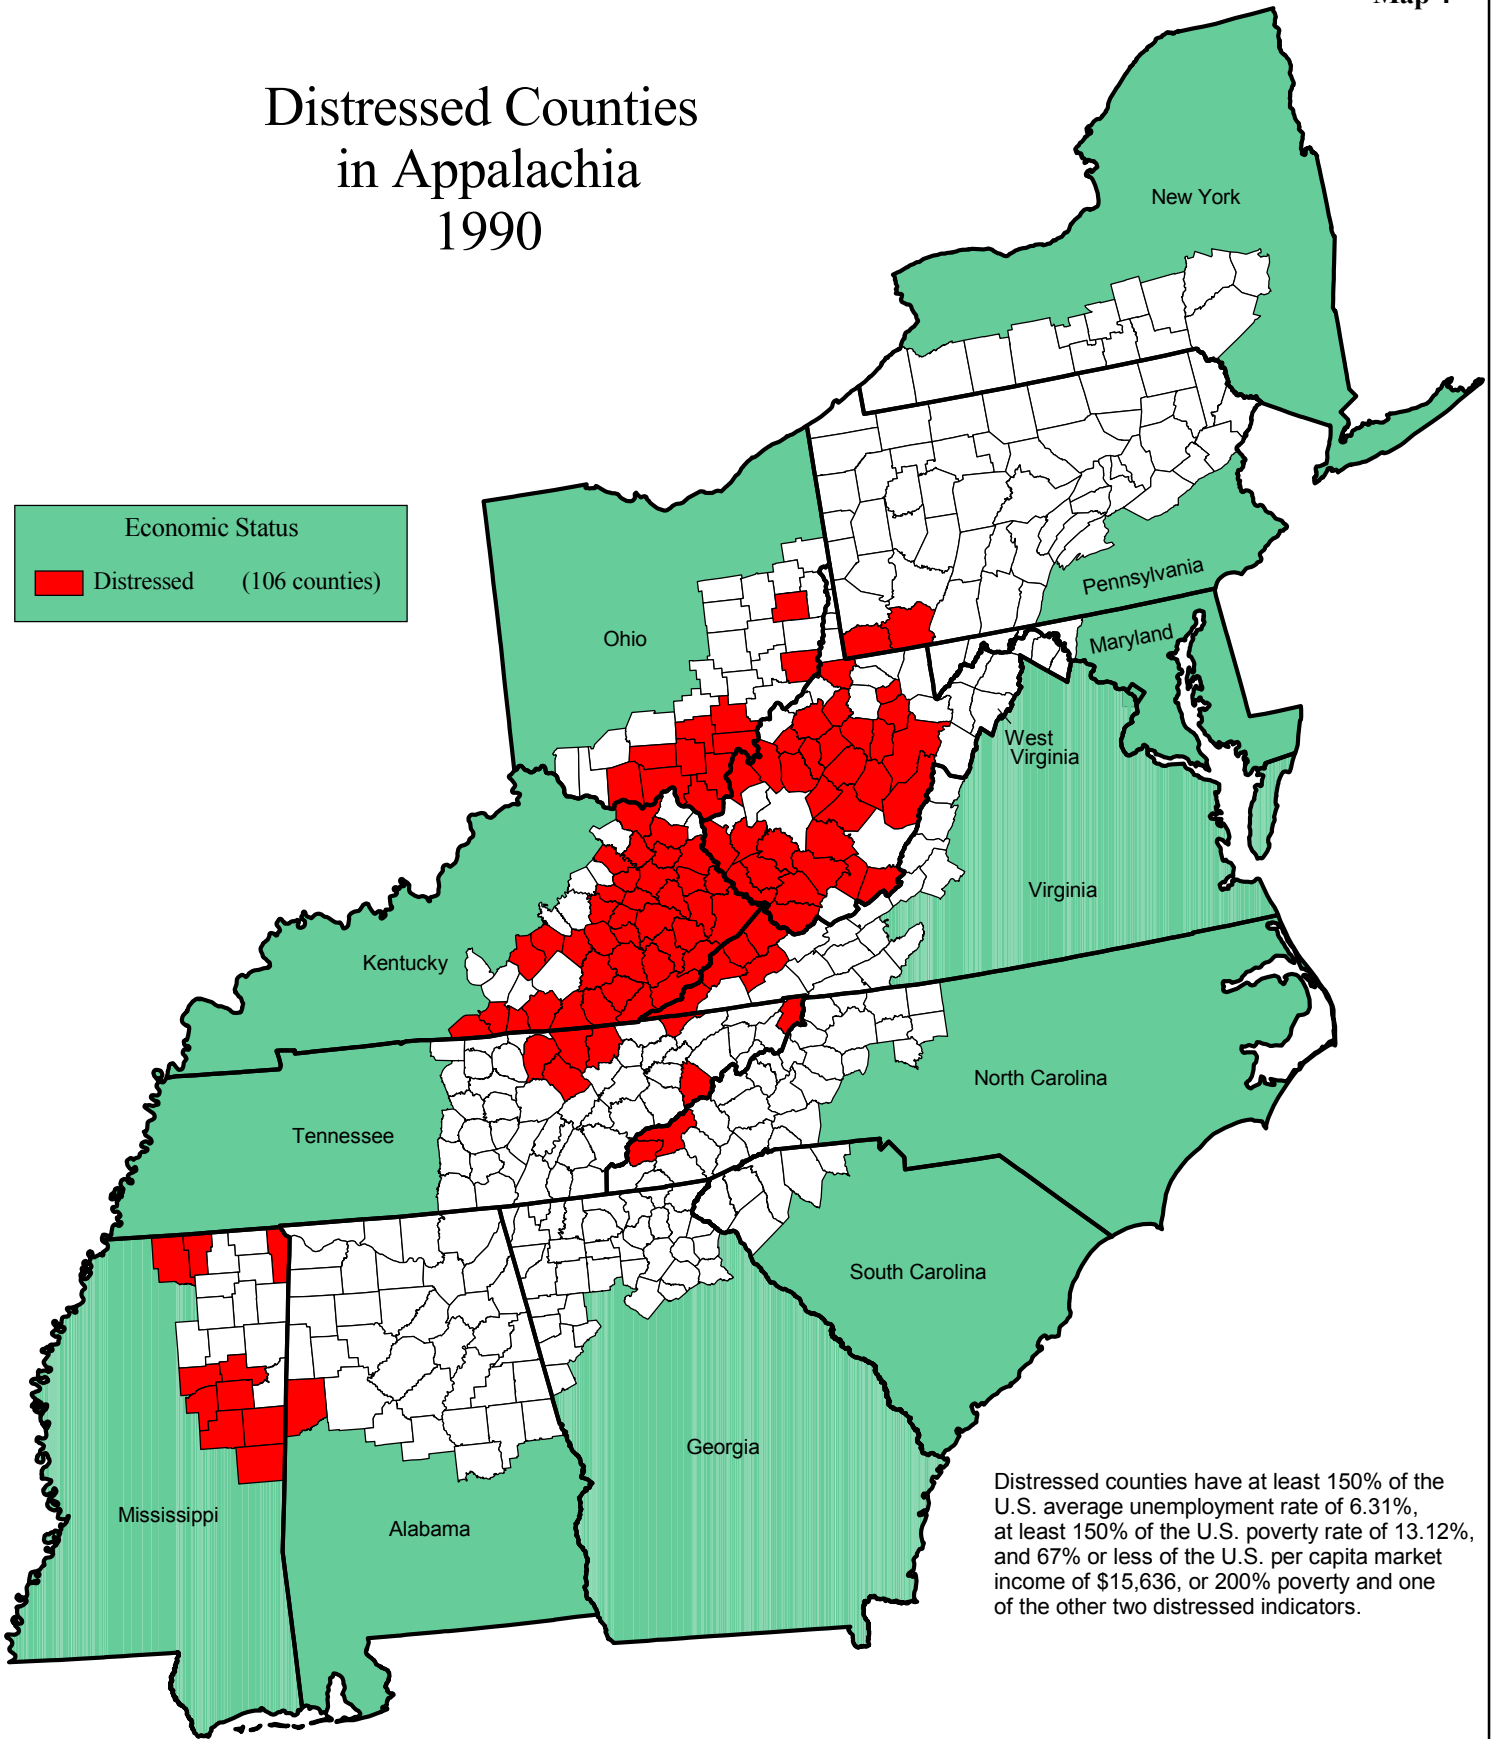 Distressed Counties
in Appalachia
1990
New York
Economic Status
Distressed (106 counties)
Pennsylvania
Ohio
Maryland
West
Virginia
Virginia
Kentucky
North Carolina
Tennessee
South Carolina
Georgia
Mississippi
Alabama
Distressed counties have at least 150% of the
U.S. average unemployment rate of 6.31%,
at least 150% of the U.S. poverty rate of 13.12%,
and 67% or less of the U.S. per capita market
income of $15,636, or 200% poverty and one
of the other two distressed indicators.